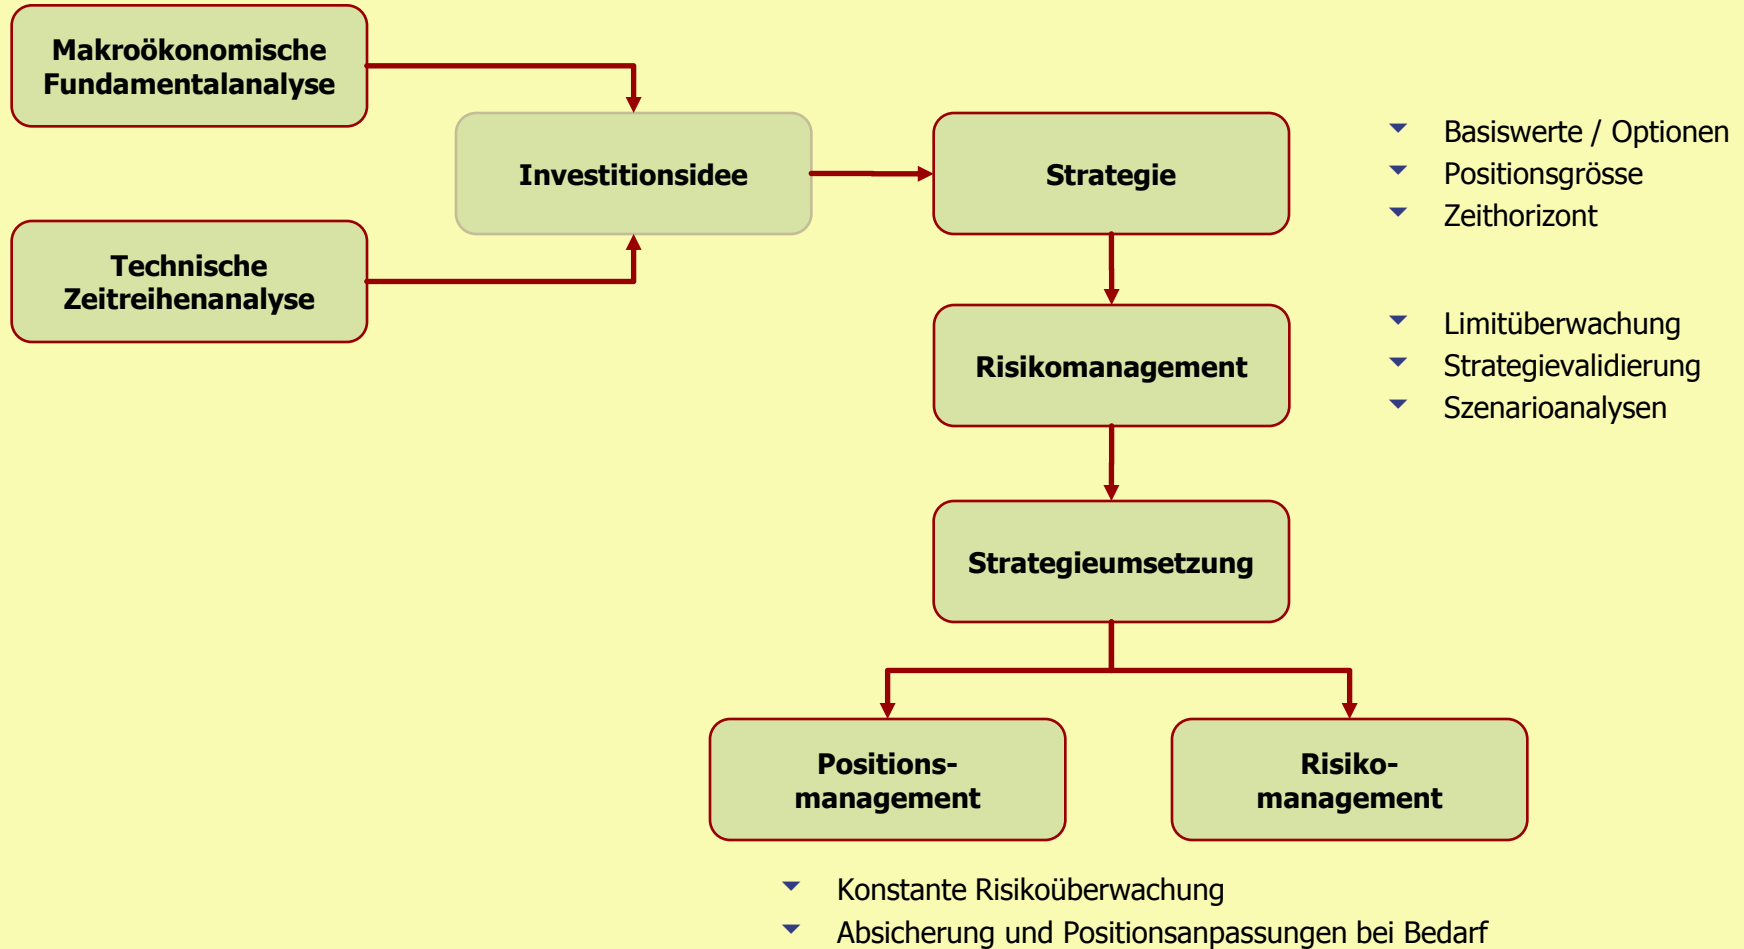 Makroökonomische
Fundamentalanalyse
Technische
Zeitreihenanalyse
Investitionsidee
Strategie
Basiswerte / Optionen
Positionsgrösse
Zeithorizont
Risikomanagement
Limitüberwachung
Strategievalidierung
Szenarioanalysen
Strategieumsetzung
Positions-
management
Risiko-
management
Konstante Risikoüberwachung
Absicherung und Positionsanpassungen bei Bedarf